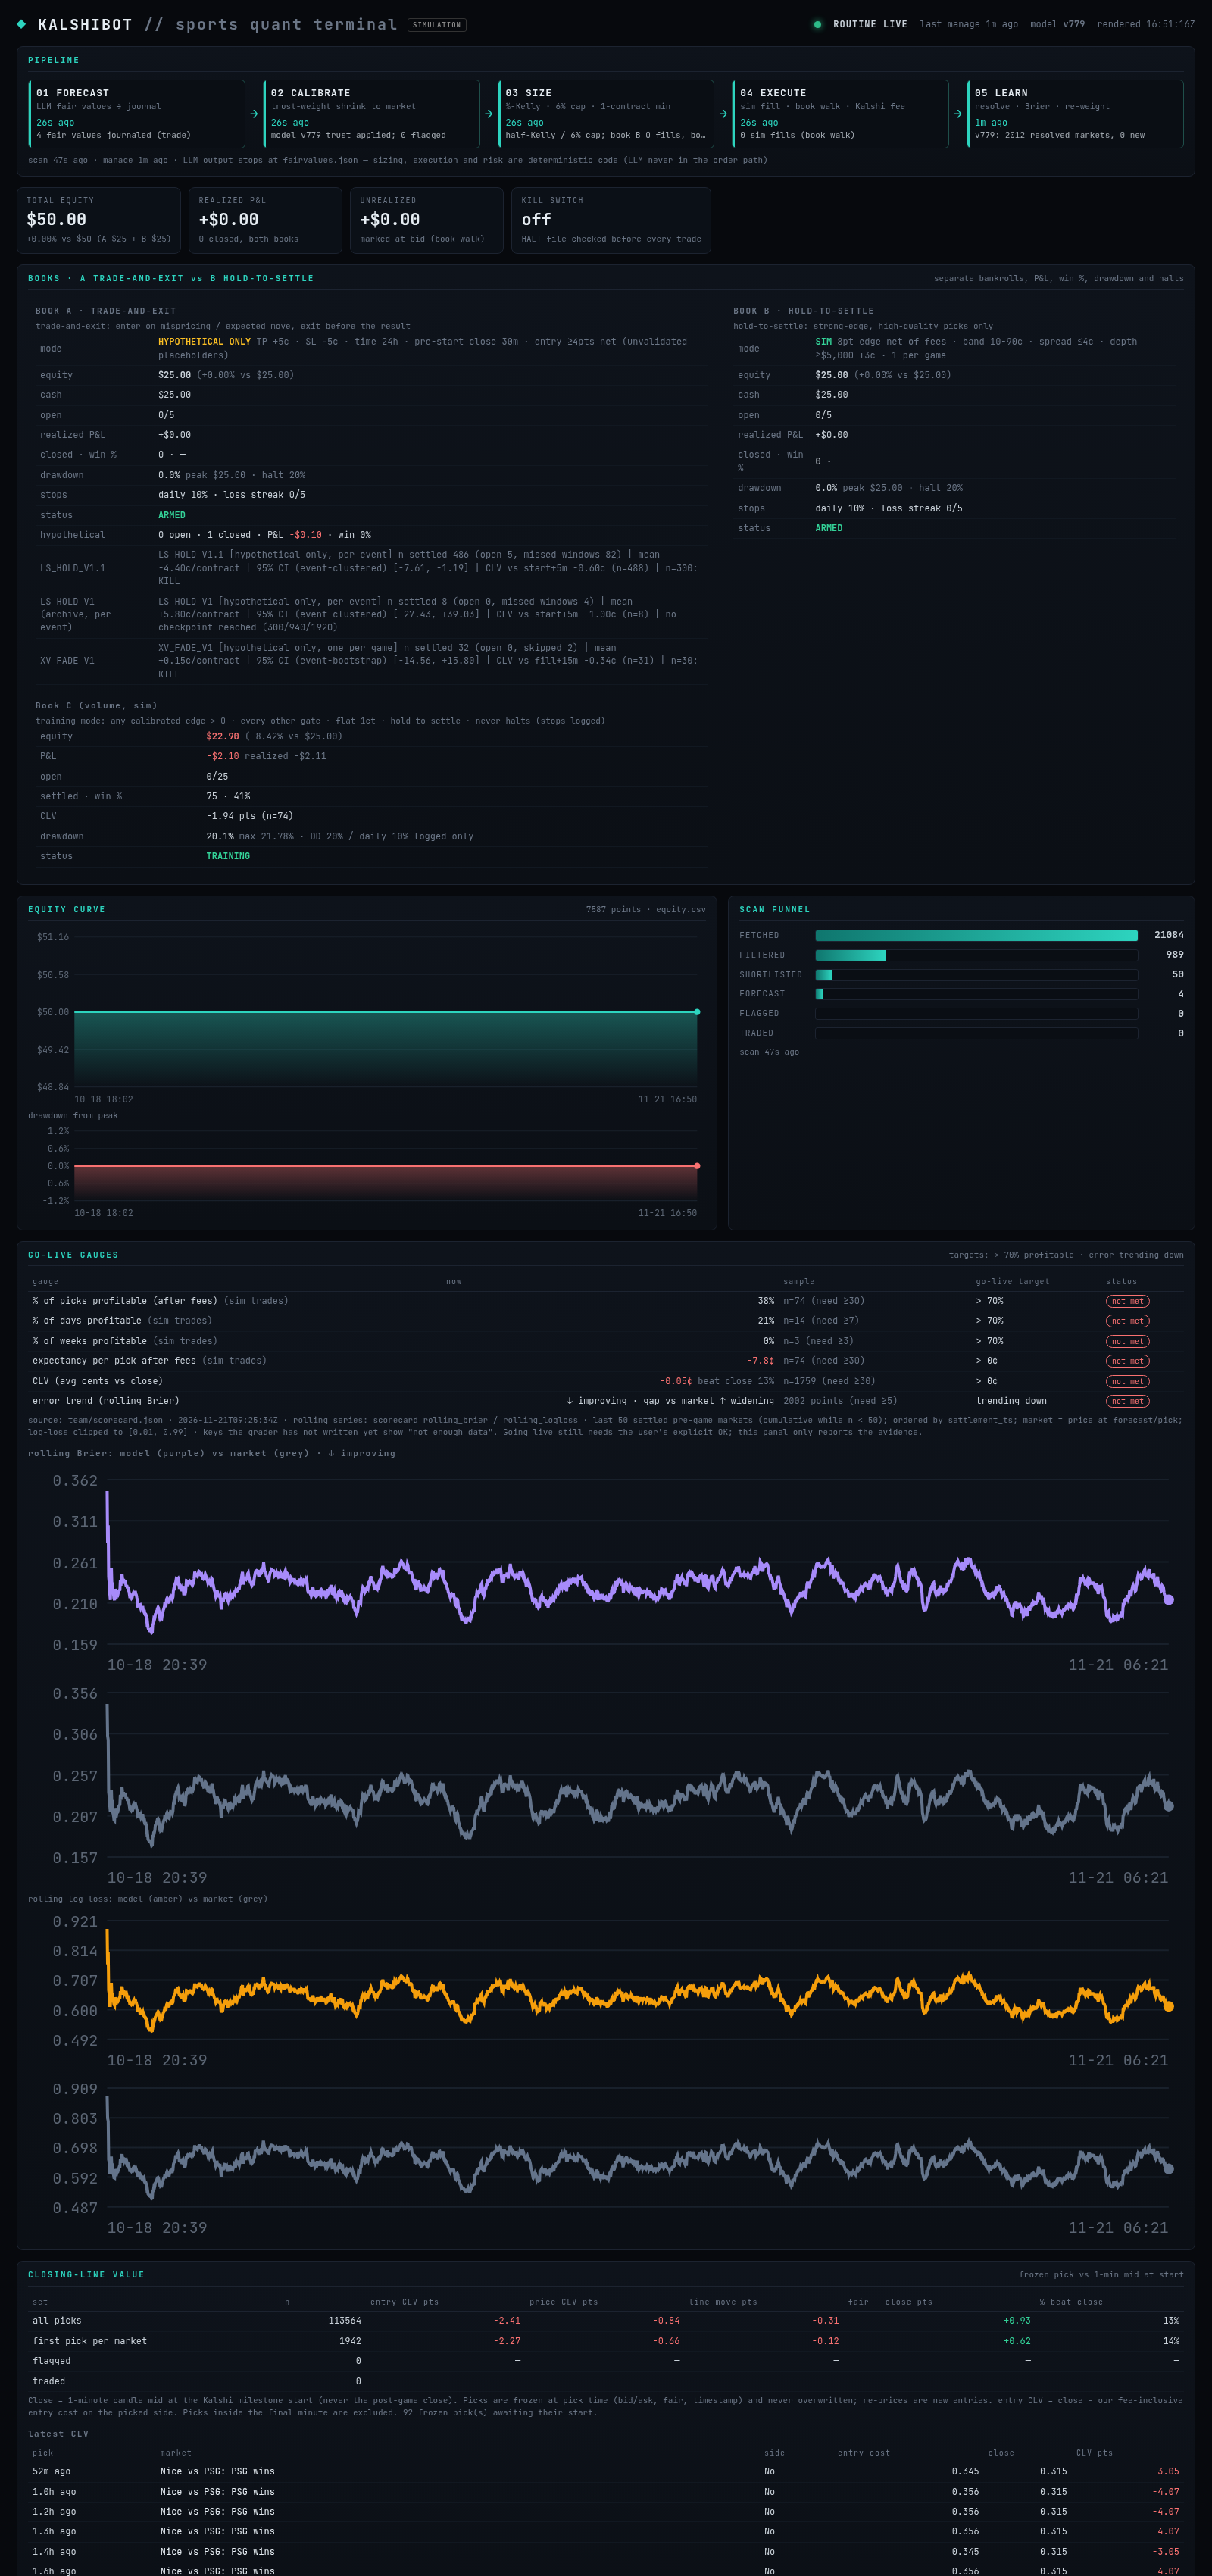 ◆ KALSHIBOT // sports quant terminal SIMULATION
ROUTINE LIVE last manage 1m ago model v779 rendered 16:51:16Z
PIPELINE
01 FORECAST
LLM fair values → journal
26s ago
4 fair values journaled (trade)
→
02 CALIBRATE
trust-weight shrink to market
26s ago
model v779 trust applied; 0 flagged
→
03 SIZE
½-Kelly · 6% cap · 1-contract min
26s ago
half-Kelly / 6% cap; book B 0 fills, bo…
→
04 EXECUTE
sim fill · book walk · Kalshi fee
26s ago
0 sim fills (book walk)
→
05 LEARN
resolve · Brier · re-weight
1m ago
v779: 2012 resolved markets, 0 new
scan 47s ago · manage 1m ago · LLM output stops at fairvalues.json — sizing, execution and risk are deterministic code (LLM never in the order path)
TOTAL EQUITY
$50.00
+0.00% vs $50 (A $25 + B $25)
REALIZED P&L
+$0.00
0 closed, both books
UNREALIZED
+$0.00
marked at bid (book walk)
KILL SWITCH
off
HALT file checked before every trade
BOOKS · A TRADE-AND-EXIT vs B HOLD-TO-SETTLE
separate bankrolls, P&L, win %, drawdown and halts
BOOK A · TRADE-AND-EXIT
trade-and-exit: enter on mispricing / expected move, exit before the result
mode HYPOTHETICAL ONLY TP +5c · SL -5c · time 24h · pre-start close 30m · entry ≥4pts net (unvalidated
placeholders)
equity $25.00 (+0.00% vs $25.00)
cash $25.00
open 0/5
realized P&L +$0.00
closed · win % 0 · —
drawdown 0.0% peak $25.00 · halt 20%
stops daily 10% · loss streak 0/5
status ARMED
hypothetical 0 open · 1 closed · P&L -$0.10 · win 0%
LS_HOLD_V1.1 LS_HOLD_V1.1 [hypothetical only, per event] n settled 486 (open 5, missed windows 82) | mean
-4.40c/contract | 95% CI (event-clustered) [-7.61, -1.19] | CLV vs start+5m -0.60c (n=488) | n=300:
KILL
LS_HOLD_V1
(archive, per
event)
LS_HOLD_V1 [hypothetical only, per event] n settled 8 (open 0, missed windows 4) | mean
+5.80c/contract | 95% CI (event-clustered) [-27.43, +39.03] | CLV vs start+5m -1.00c (n=8) | no
checkpoint reached (300/940/1920)
XV_FADE_V1 XV_FADE_V1 [hypothetical only, one per game] n settled 32 (open 0, skipped 2) | mean
+0.15c/contract | 95% CI (event-bootstrap) [-14.56, +15.80] | CLV vs fill+15m -0.34c (n=31) | n=30:
KILL
BOOK B · HOLD-TO-SETTLE
hold-to-settle: strong-edge, high-quality picks only
mode SIM 8pt edge net of fees · band 10-90c · spread ≤4c · depth
≥$5,000 ±3c · 1 per game
equity $25.00 (+0.00% vs $25.00)
cash $25.00
open 0/5
realized P&L +$0.00
closed · win
%
0 · —
drawdown 0.0% peak $25.00 · halt 20%
stops daily 10% · loss streak 0/5
status ARMED
Book C (volume, sim)
training mode: any calibrated edge > 0 · every other gate · flat 1ct · hold to settle · never halts (stops logged)
equity $22.90 (-8.42% vs $25.00)
P&L -$2.10 realized -$2.11
open 0/25
settled · win % 75 · 41%
CLV -1.94 pts (n=74)
drawdown 20.1% max 21.78% · DD 20% / daily 10% logged only
status TRAINING
EQUITY CURVE
7587 points · equity.csv
$51.16
$50.58
$50.00
$49.42
$48.84
10-18 18:02 11-21 16:50
drawdown from peak
1.2%
0.6%
0.0%
-0.6%
-1.2%
10-18 18:02 11-21 16:50
SCAN FUNNEL
FETCHED 21084
FILTERED 989
SHORTLISTED 50
FORECAST 4
FLAGGED 0
TRADED 0
scan 47s ago
GO-LIVE GAUGES
targets: > 70% profitable · error trending down
gauge now sample go-live target status
% of picks profitable (after fees) (sim trades) 38% n=74 (need ≥30) > 70% not met
% of days profitable (sim trades) 21% n=14 (need ≥7) > 70% not met
% of weeks profitable (sim trades) 0% n=3 (need ≥3) > 70% not met
expectancy per pick after fees (sim trades) -7.8¢ n=74 (need ≥30) > 0¢ not met
CLV (avg cents vs close) -0.05¢ beat close 13% n=1759 (need ≥30) > 0¢ not met
error trend (rolling Brier) ↓ improving · gap vs market ↑ widening 2002 points (need ≥5) trending down not met
source: team/scorecard.json · 2026-11-21T09:25:34Z · rolling series: scorecard rolling_brier / rolling_logloss · last 50 settled pre-game markets (cumulative while n < 50); ordered by settlement_ts; market = price at forecast/pick;
log-loss clipped to [0.01, 0.99] · keys the grader has not written yet show "not enough data". Going live still needs the user's explicit OK; this panel only reports the evidence.
rolling Brier: model (purple) vs market (grey) · ↓ improving
0.362
0.311
0.261
0.210
0.159
10-18 20:39 11-21 06:21
0.356
0.306
0.257
0.207
0.157
10-18 20:39 11-21 06:21
rolling log-loss: model (amber) vs market (grey)
0.921
0.814
0.707
0.600
0.492
10-18 20:39 11-21 06:21
0.909
0.803
0.698
0.592
0.487
10-18 20:39 11-21 06:21
CLOSING-LINE VALUE
frozen pick vs 1-min mid at start
set n entry CLV pts price CLV pts line move pts fair - close pts % beat close
all picks 113564 -2.41 -0.84 -0.31 +0.93 13%
first pick per market 1942 -2.27 -0.66 -0.12 +0.62 14%
flagged 0 — — — — —
traded 0 — — — — —
Close = 1-minute candle mid at the Kalshi milestone start (never the post-game close). Picks are frozen at pick time (bid/ask, fair, timestamp) and never overwritten; re-prices are new entries. entry CLV = close - our fee-inclusive
entry cost on the picked side. Picks inside the final minute are excluded. 92 frozen pick(s) awaiting their start.
latest CLV
pick market side entry cost close CLV pts
52m ago Nice vs PSG: PSG wins No 0.345 0.315 -3.05
1.0h ago Nice vs PSG: PSG wins No 0.356 0.315 -4.07
1.2h ago Nice vs PSG: PSG wins No 0.356 0.315 -4.07
1.3h ago Nice vs PSG: PSG wins No 0.356 0.315 -4.07
1.4h ago Nice vs PSG: PSG wins No 0.345 0.315 -3.05
1.6h ago Nice vs PSG: PSG wins No 0.356 0.315 -4.07